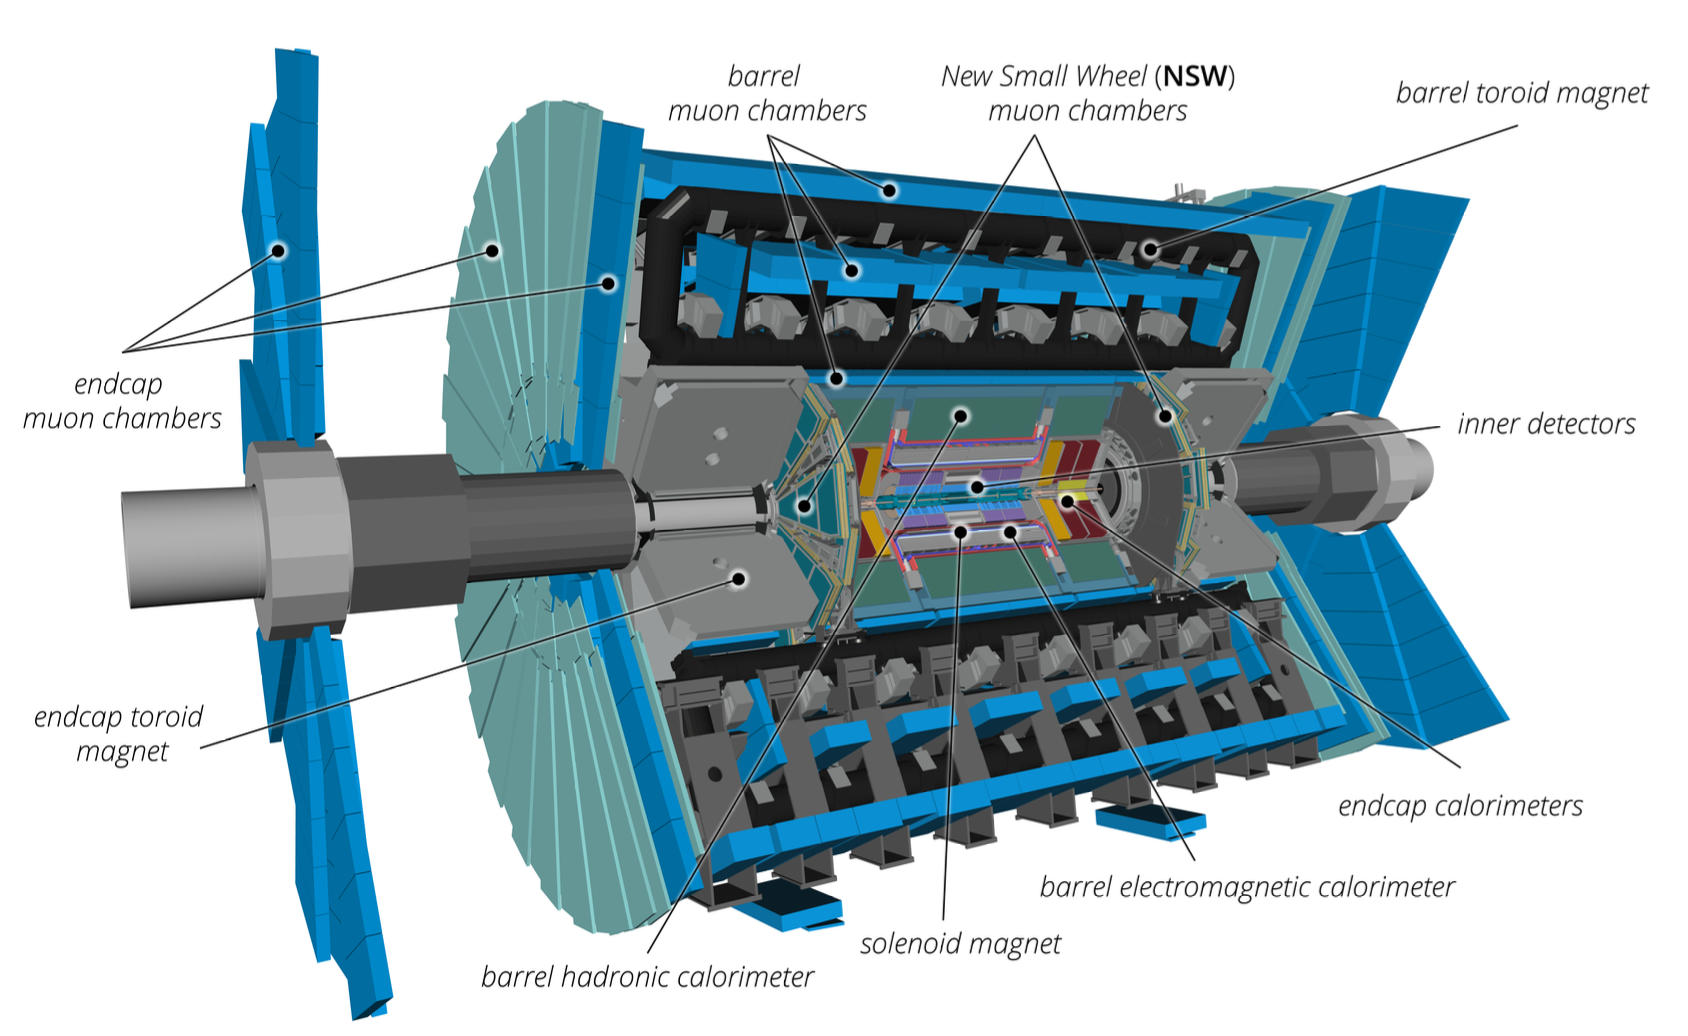 barrel
muon chambers
New Small Wheel (NSW)
muon chambers
barrel toroid magnet
endcap
muon chambers
inner detectors
endcap toroid
magnet
endcap calorimeters
barrel electromagnetic calorimeter
solenoid magnet
barrel hadronic calorimeter